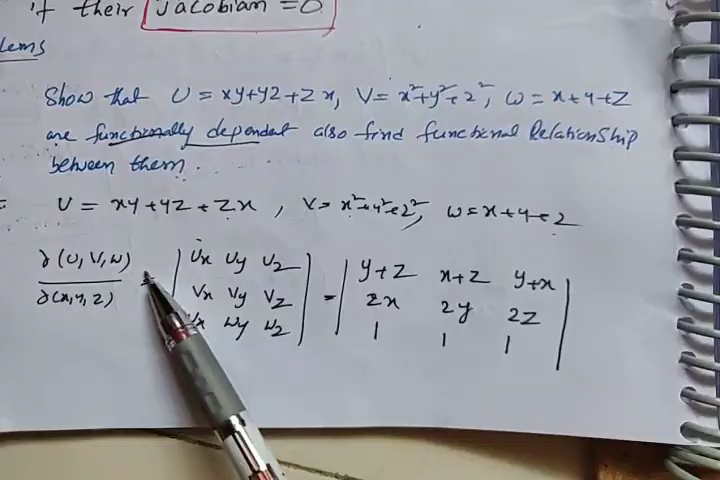 if their Jacobian = 0
lems
Show that U = xy+yz+zx, V = x²+y²+z², w = x+y+z
are functionally dependent also find functional Relationship
between them.
= U = xy+yz+zx, V = x²+y²+z², w = x+y+z
∂(U,V,W) | Ux Uy Uz | = | y+z x+z y+x |
∂(x,y,z) | Vx Vy Vz | | 2x 2y 2z |
x Wy Wz | | 1 1 1 |